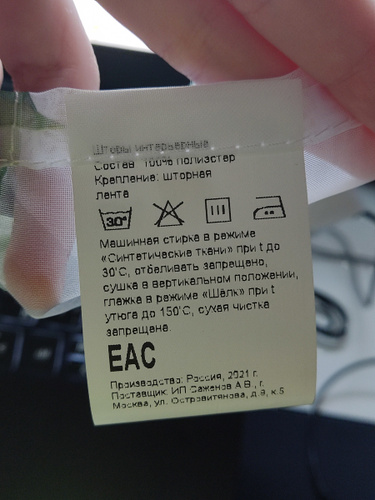 Шторы интерьерные
Состав: 100% полиэстер
Крепление: шторная
лента
30°
Машинная стирка в режиме
«Синтетические ткани» при t до
30°C, отбеливать запрещено,
сушка в вертикальном положении,
глажка в режиме «Шёлк» при t
утюга до 150°C, сухая чистка
запрещена.
EAC
Производство: Россия, 2021 г.
Поставщик: ИП Саженов А.В., г.
Москва, ул. Островитянова, д.9, к.5